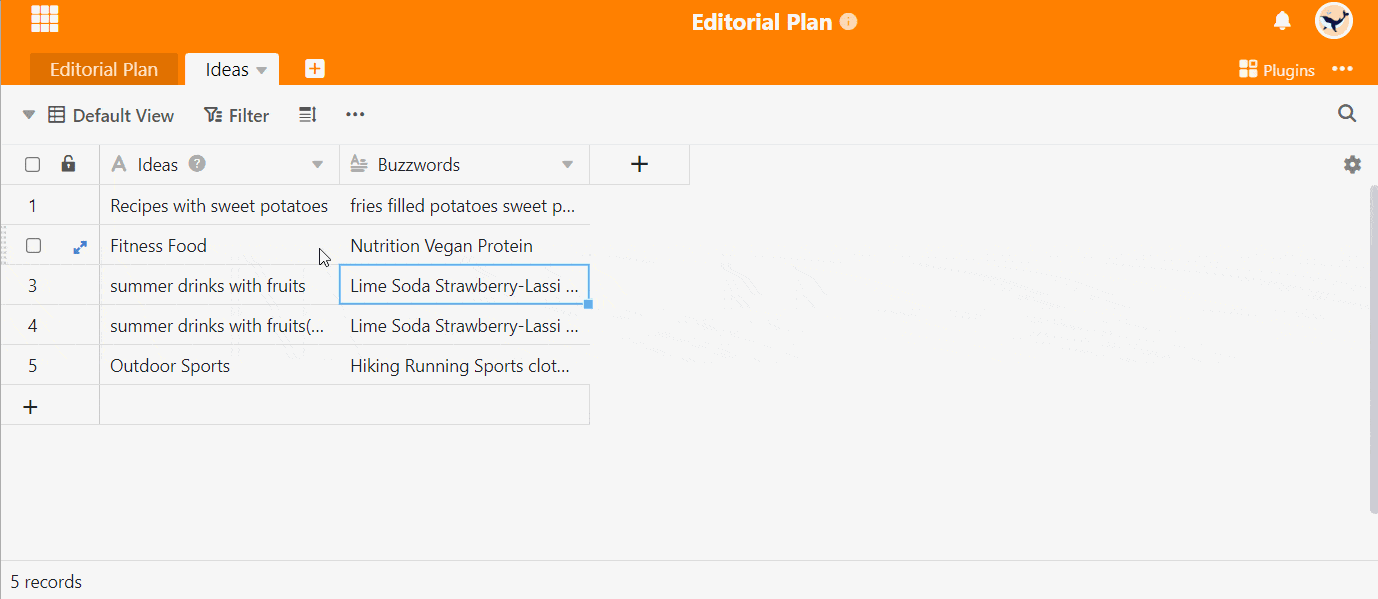 Editorial Plan
Editorial Plan
Ideas
Plugins
Default View
Filter
Ideas
Buzzwords
1 Recipes with sweet potatoes fries filled potatoes sweet p...
Fitness Food Nutrition Vegan Protein
3 summer drinks with fruits Lime Soda Strawberry-Lassi ...
4 summer drinks with fruits(... Lime Soda Strawberry-Lassi ...
5 Outdoor Sports Hiking Running Sports clot...
5 records